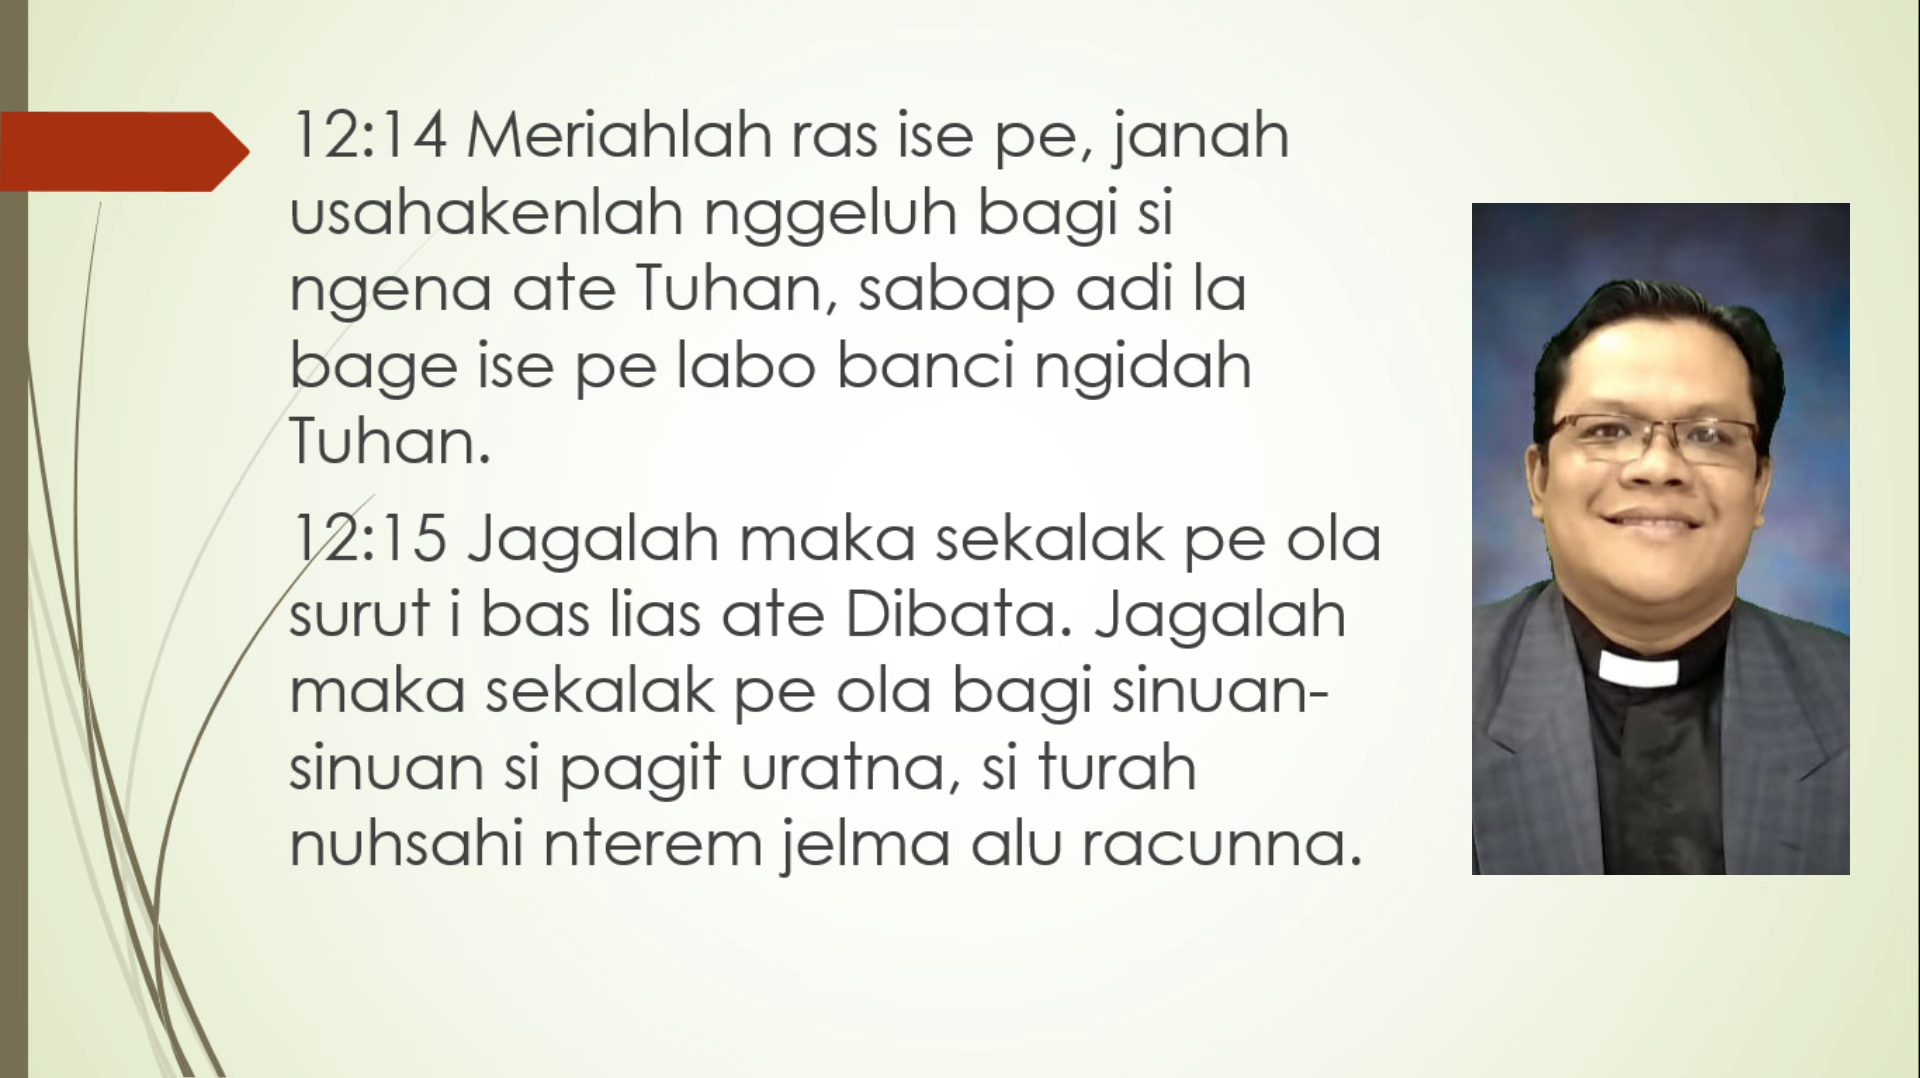 12:14 Meriahlah ras ise pe, janah
usahakenlah nggeluh bagi si
ngena ate Tuhan, sabap adi la
bage ise pe labo banci ngidah
Tuhan.
12:15 Jagalah maka sekalak pe ola
surut i bas lias ate Dibata. Jagalah
maka sekalak pe ola bagi sinuan-
sinuan si pagit uratna, si turah
nuhsahi nterem jelma alu racunna.